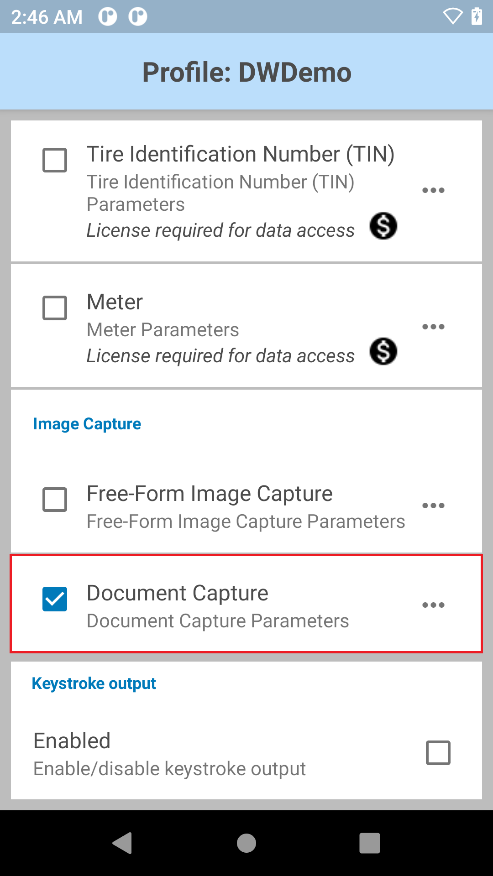 2:46 AM
Profile: DWDemo
Tire Identification Number (TIN)
Tire Identification Number (TIN)
Parameters
License required for data access
Meter
Meter Parameters
License required for data access
Image Capture
Free-Form Image Capture
Free-Form Image Capture Parameters
Document Capture
Document Capture Parameters
Keystroke output
Enabled
Enable/disable keystroke output